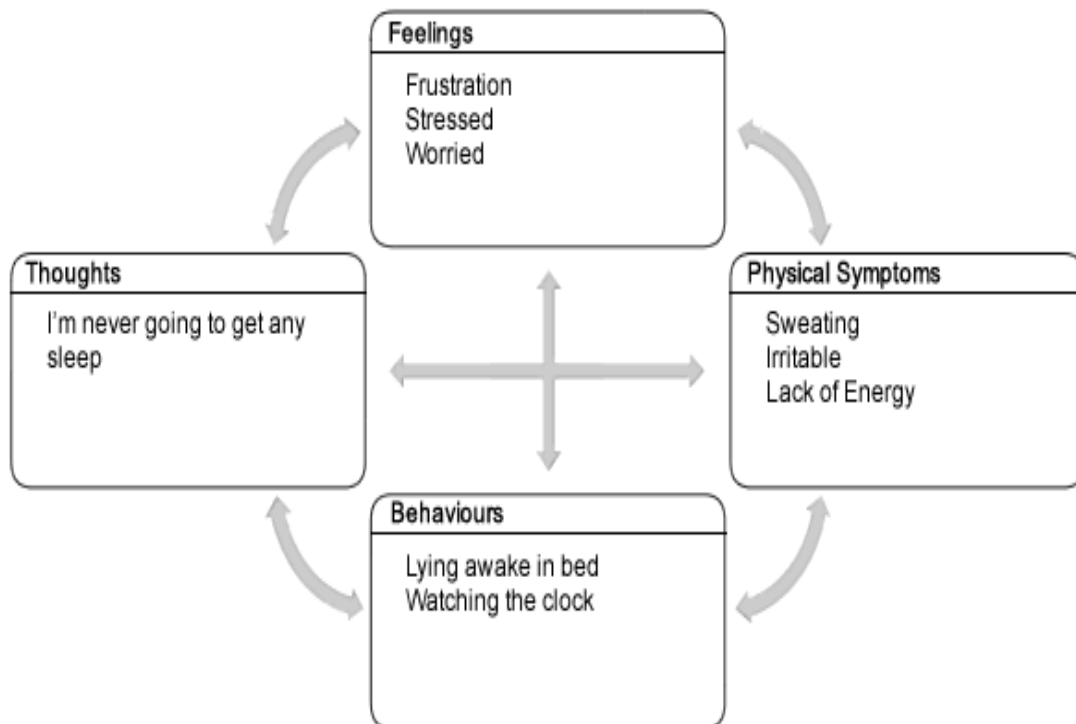 Feelings
Frustration
Stressed
Worried
Thoughts
I'm never going to get any
sleep
Physical Symptoms
Sweating
Irritable
Lack of Energy
Behaviours
Lying awake in bed
Watching the clock